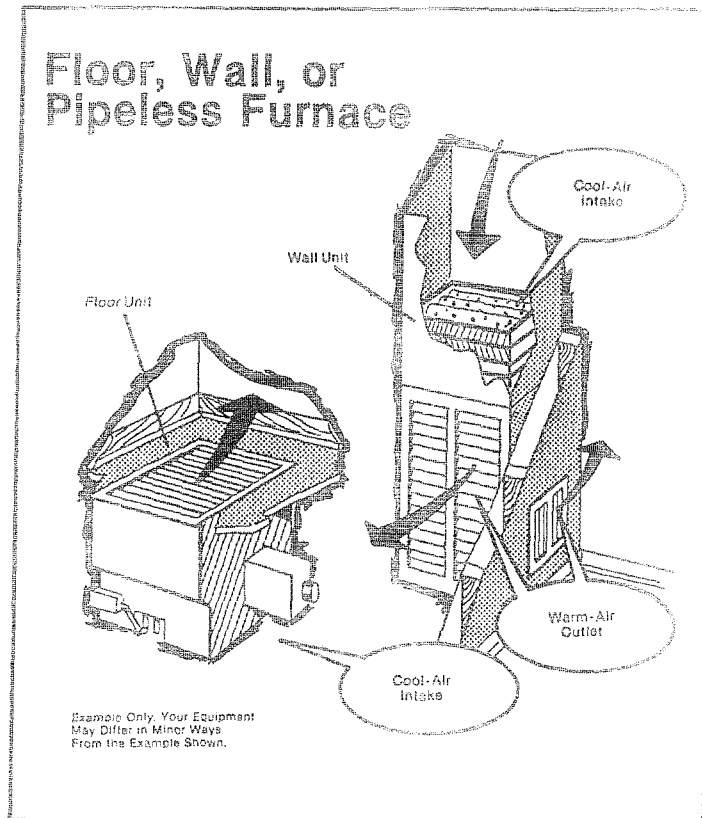 Floor, Wall, or
Pipeless Furnace
Cool-Air
Intake
Wall Unit
Floor Unit
Warm-Air
Outlet
Cool-Air
Intake
Example Only. Your Equipment
May Differ in Minor Ways
From the Example Shown.